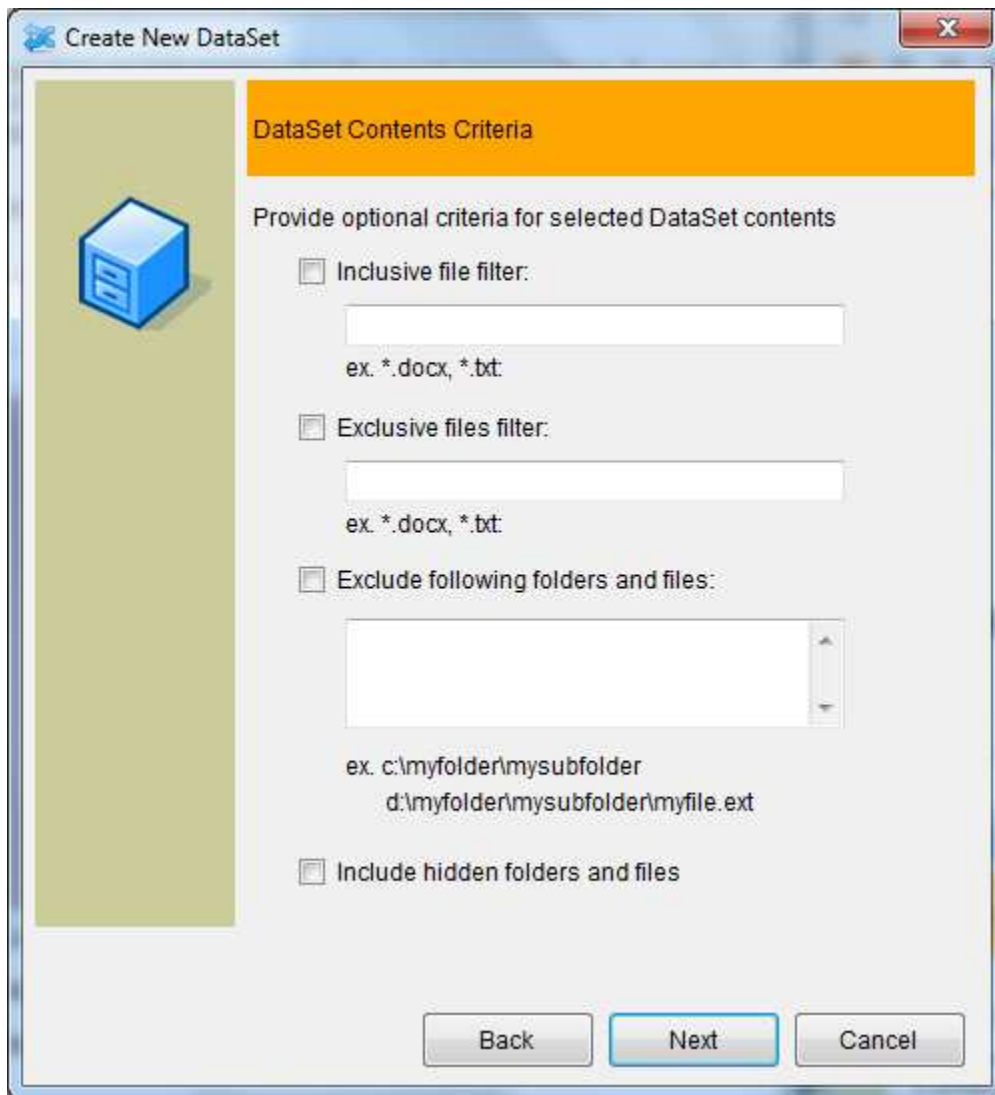 Create New DataSet
DataSet Contents Criteria
Provide optional criteria for selected DataSet contents
Inclusive file filter:
ex. *.docx, *.txt:
Exclusive files filter:
ex. *.docx, *.txt:
Exclude following folders and files:
ex. c:\myfolder\mysubfolder
d:\myfolder\mysubfolder\myfile.ext
Include hidden folders and files
Back Next Cancel